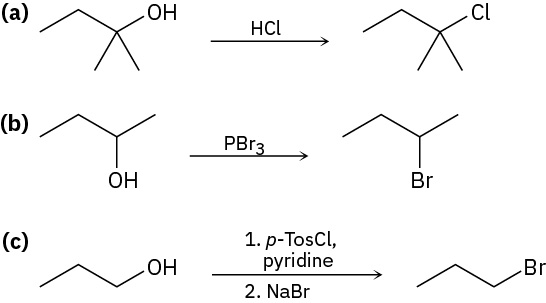 (a) OH HCl Cl
(b) PBr₃
OH Br
(c) OH 1. p-TosCl, Br
pyridine
2. NaBr